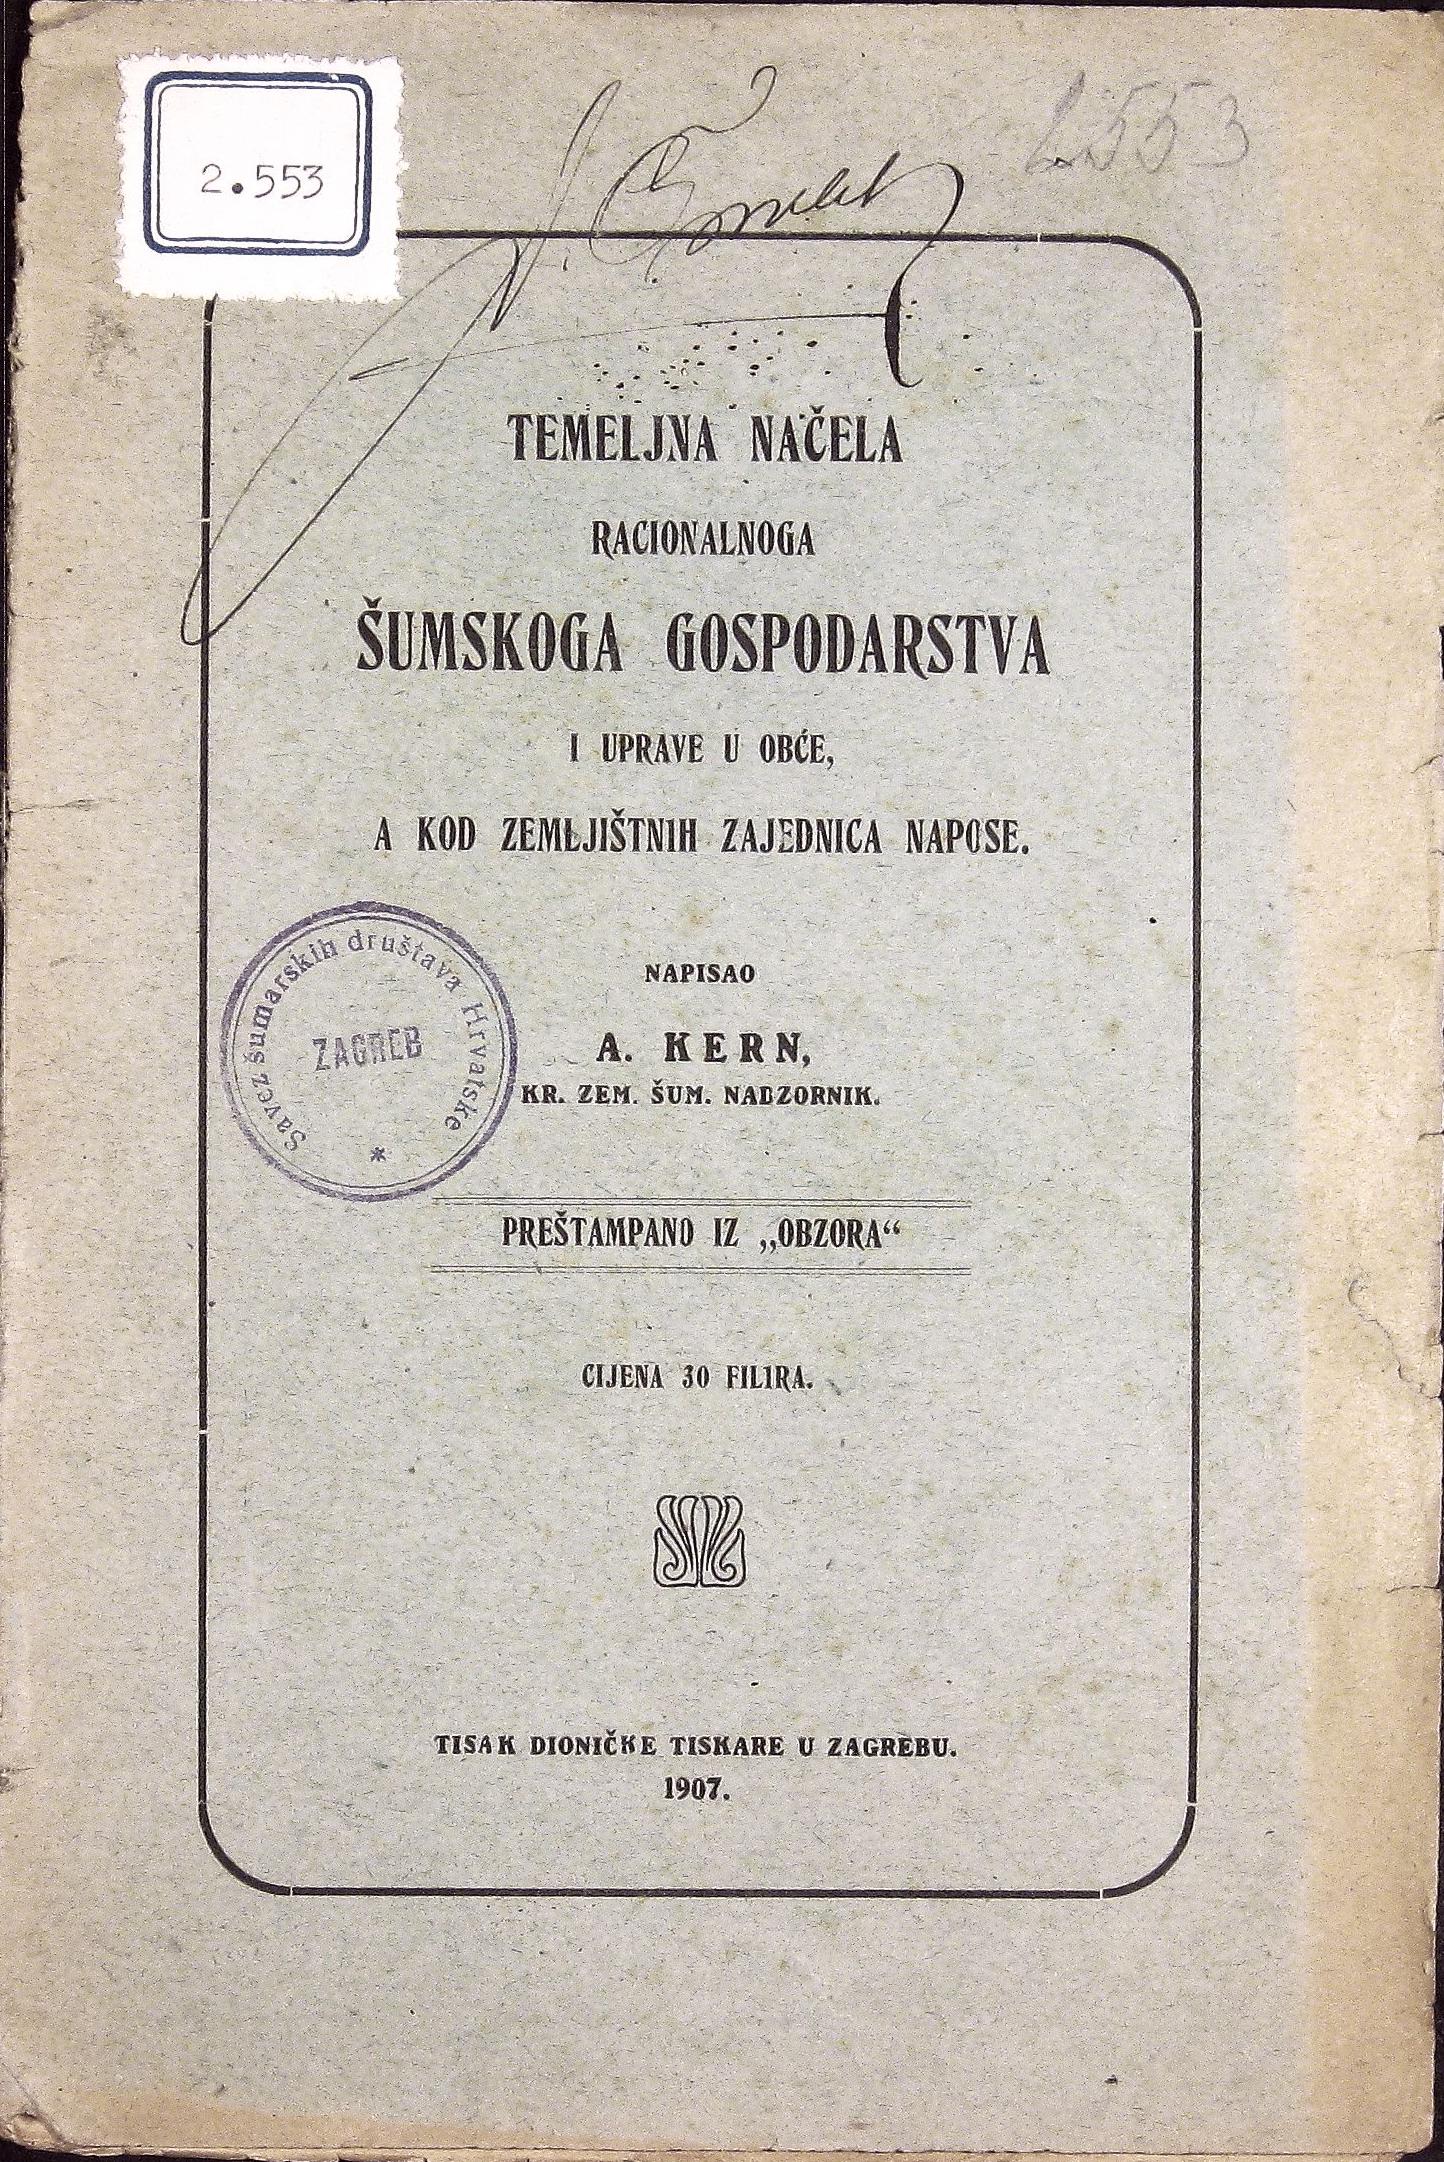 2.553
2553
TEMELJNA NAČELA
RACIONALNOGA
ŠUMSKOGA GOSPODARSTVA
I UPRAVE U OBĆE,
A KOD ZEMLJIŠTNIH ZAJEDNICA NAPOSE.
Savez šumarskih društava Hrvatske
ZAGREB
*
NAPISAO
A. KERN,
KR. ZEM. ŠUM. NADZORNIK.
PREŠTAMPANO IZ „OBZORA“
CIJENA 30 FILIRA.
TISAK DIONIČKE TISKARE U ZAGREBU.
1907.